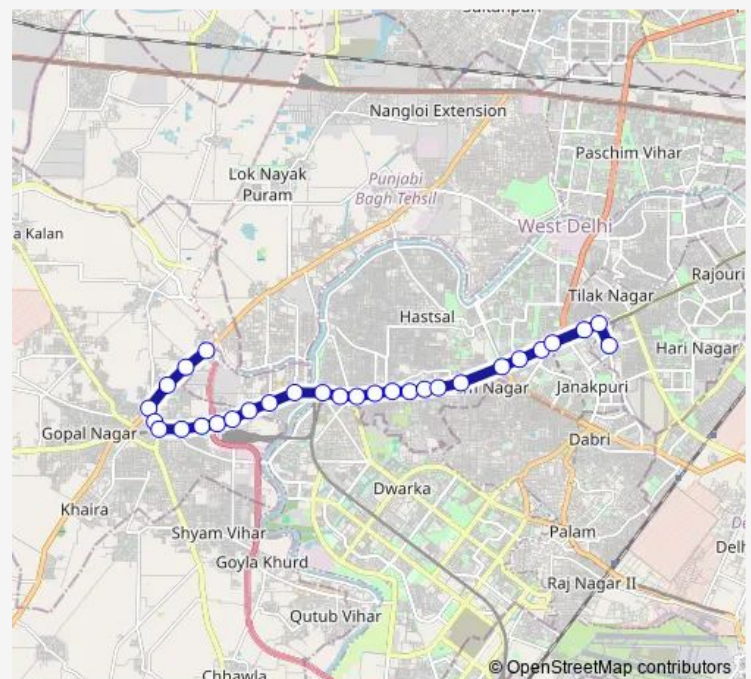 Nangloi Extension
Paschim Vihar
Lok Nayak
Puram
Punjabi
Bagh Tehsil
West Delhi
a Kalan
Rajouri
Tilak Nagar
Hastsal
Hari Nagar
Nagar
Janakpuri
Gopal Nagar
Dabri
Dwarka
Khaira
Shyam Vihar
Palam
Delh
Goyla Khurd
Raj Nagar II
Qutub Vihar
Chhawla
© OpenStreetMap contributors